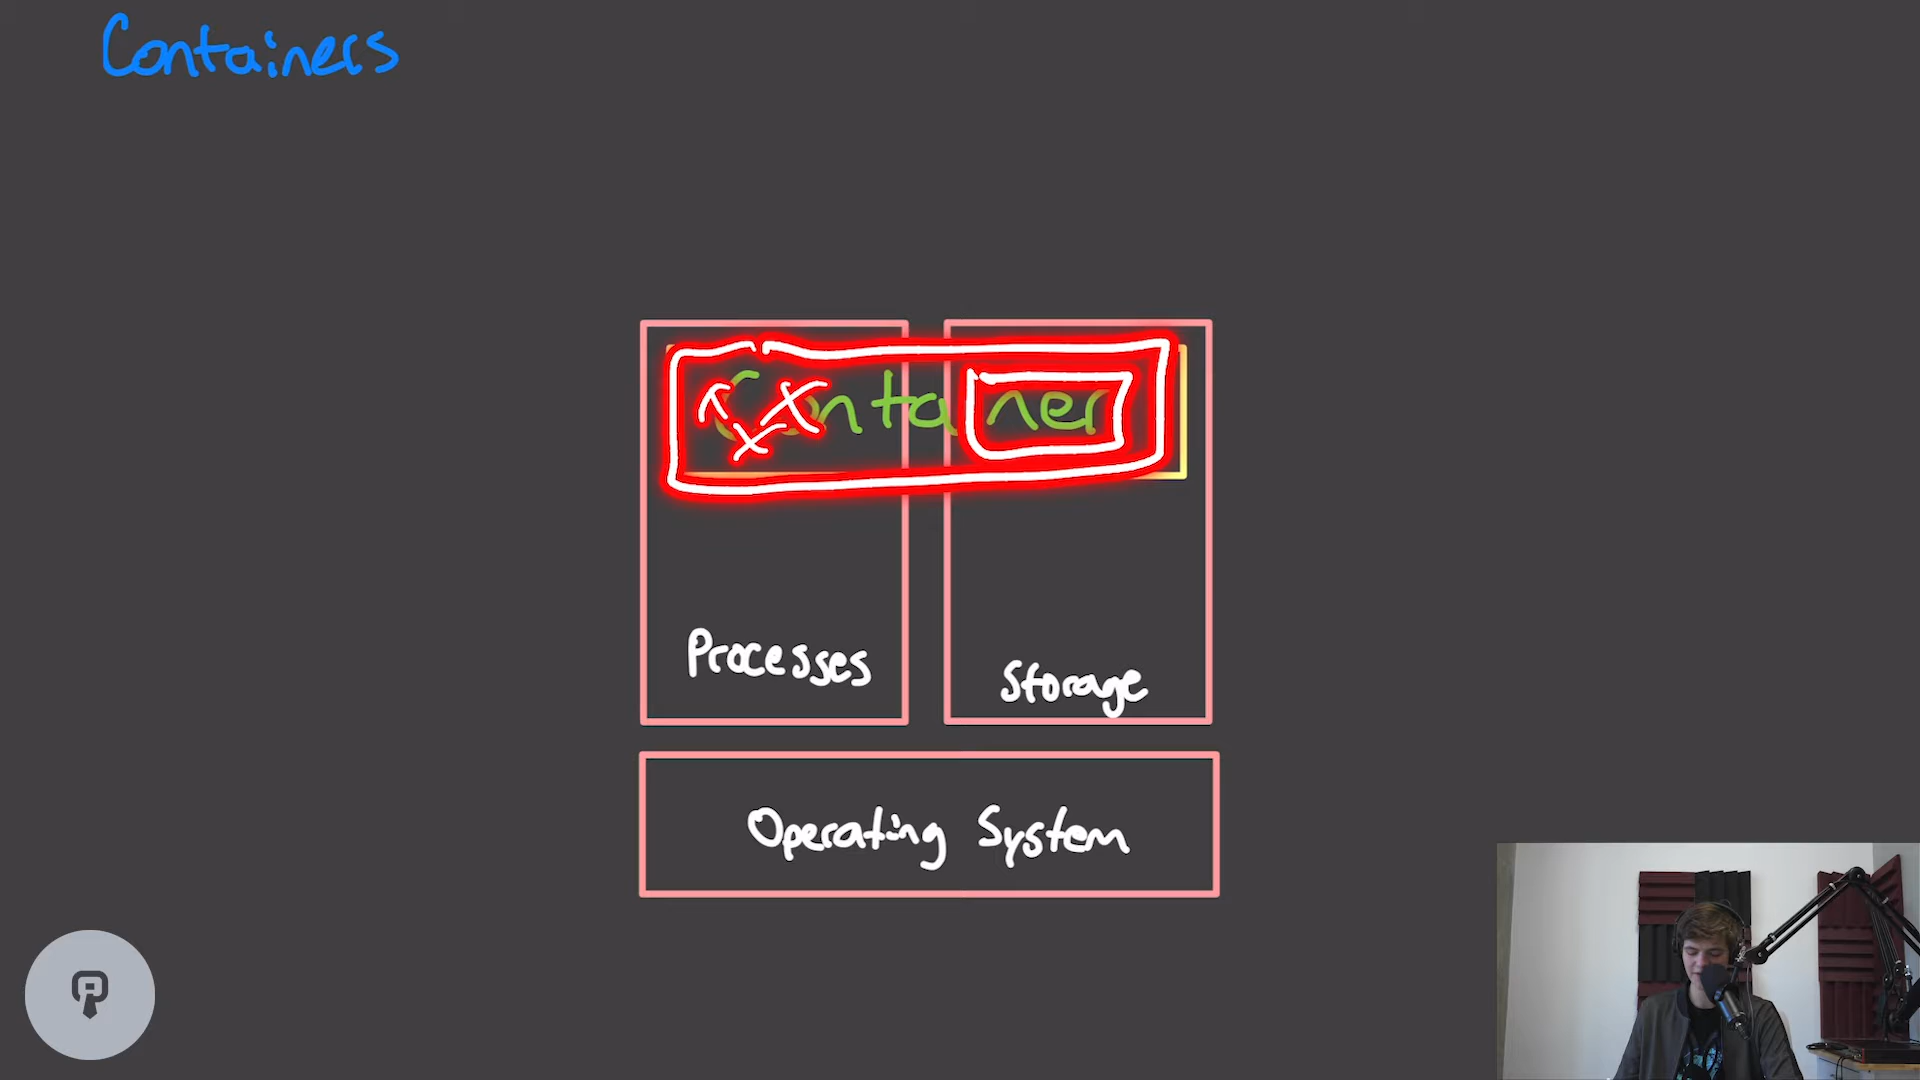 Containers
Container
Processes
Storage
Operating System